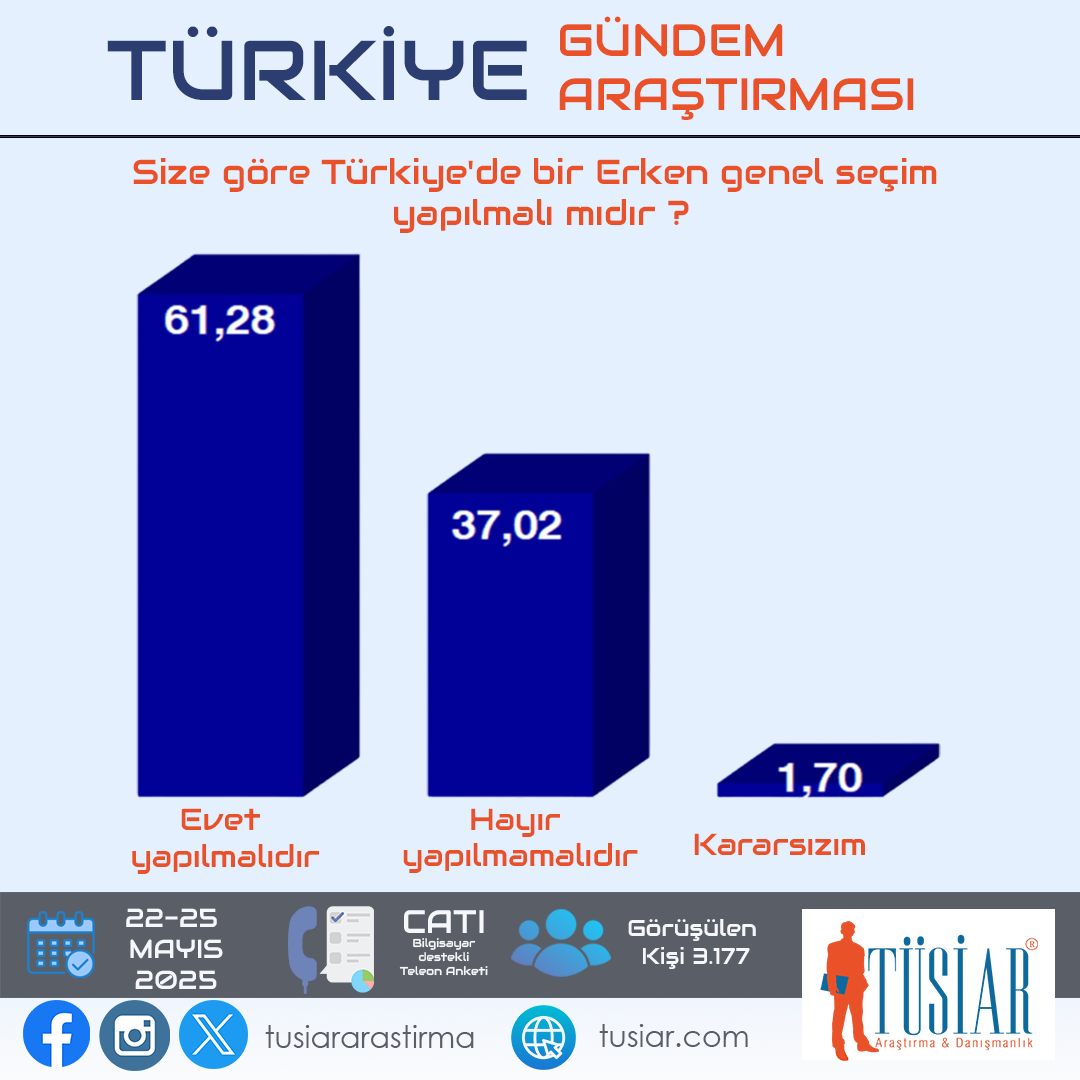 TÜRKİYE
GÜNDEM
ARAŞTIRMASI
Size göre Türkiye'de bir Erken genel seçim
yapılmalı mıdır ?
61,28
37,02
1,70
Evet
yapılmalıdır
Hayır
yapılmamalıdır
Kararsızım
22-25
MAYIS
2025
CATI
Bilgisayar
destekli
Teleon Anketi
Görüşülen
Kişi 3.177
TÜSİAR®
Araştırma & Danışmanlık
tusiararastirma
tusiar.com